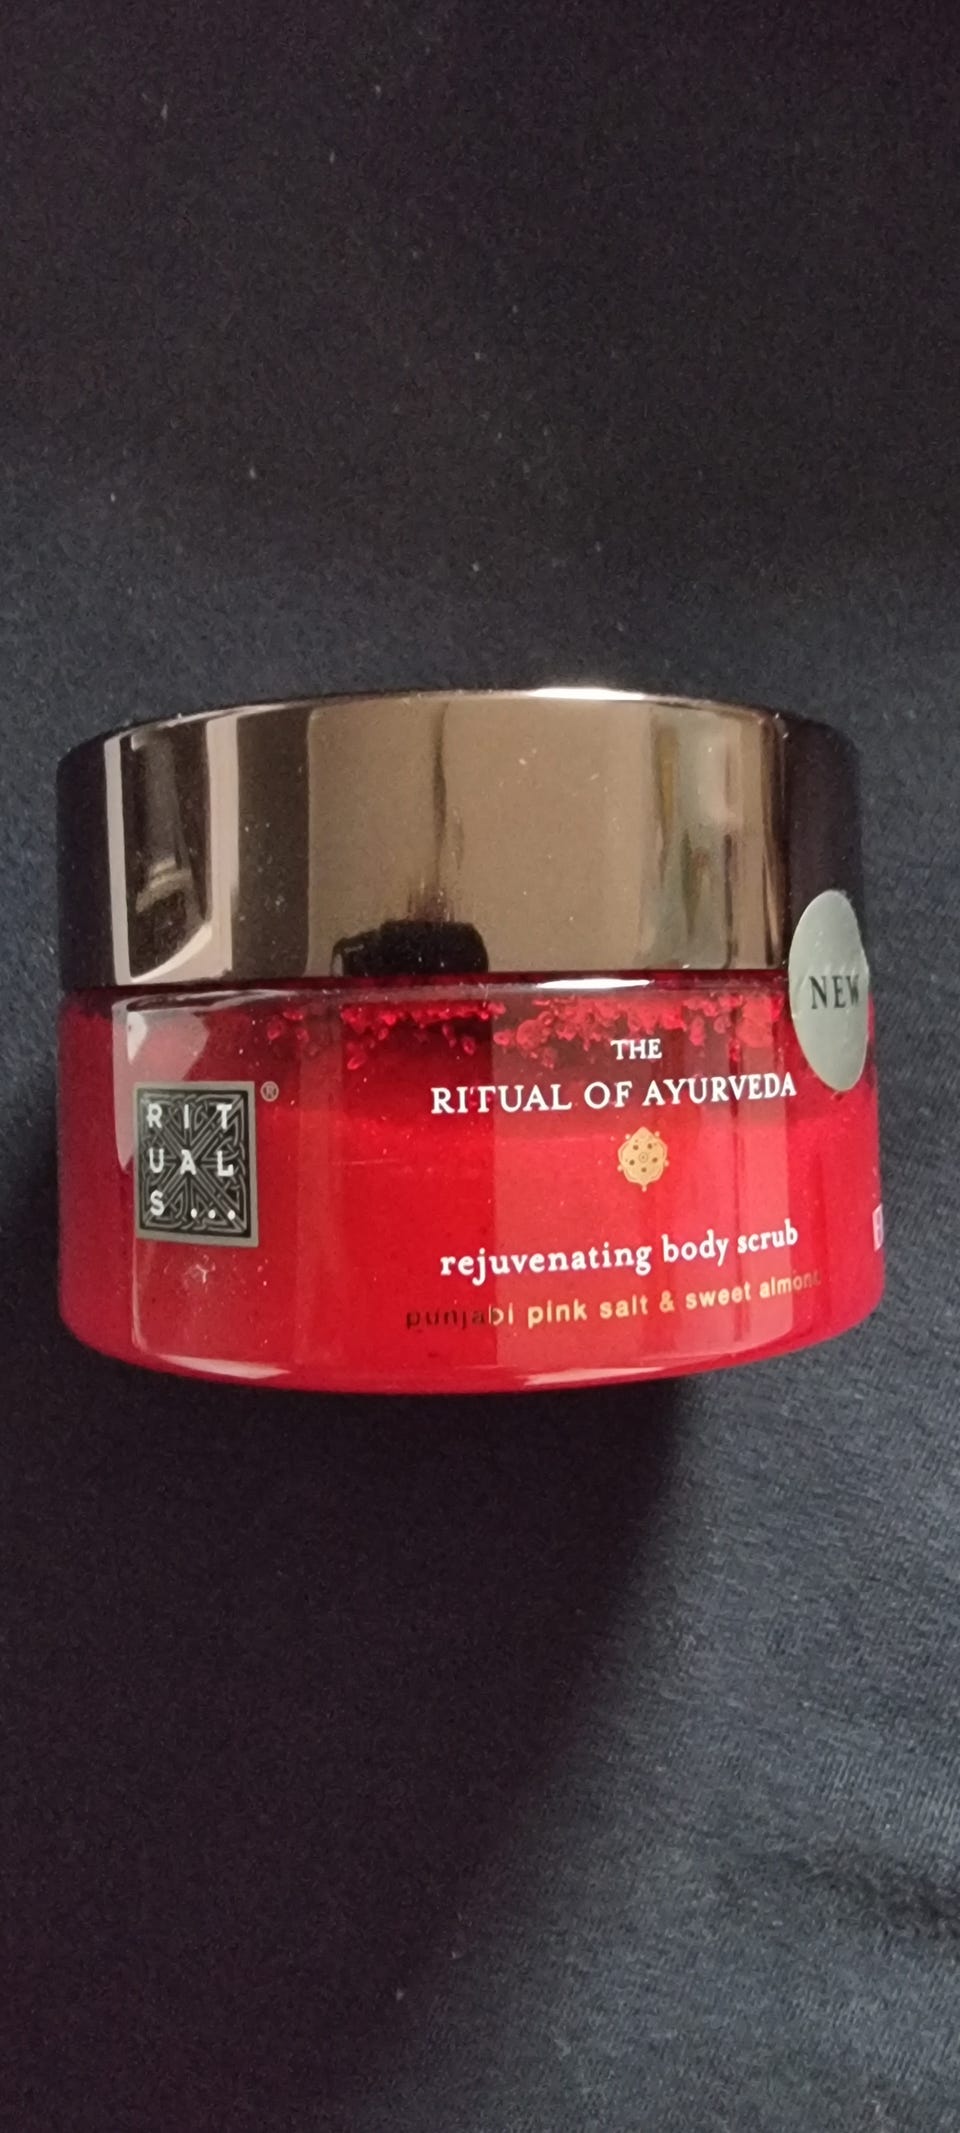 NEW
THE
RITUAL OF AYURVEDA
®
RIT
UAL
S...
rejuvenating body scrub
punjabi pink salt & sweet almond